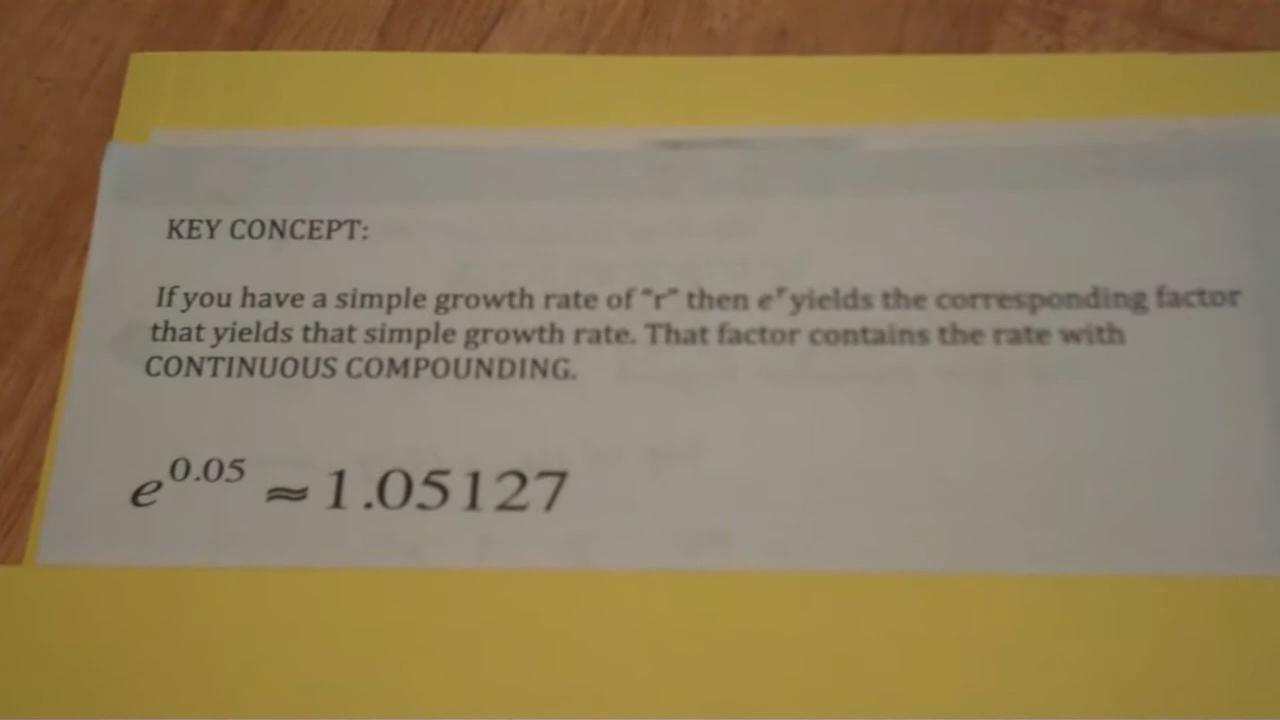 KEY CONCEPT:
If you have a simple growth rate of "r" then eʳ yields the corresponding factor
that yields that simple growth rate. That factor contains the rate with
CONTINUOUS COMPOUNDING.
e^0.05 ≈ 1.05127